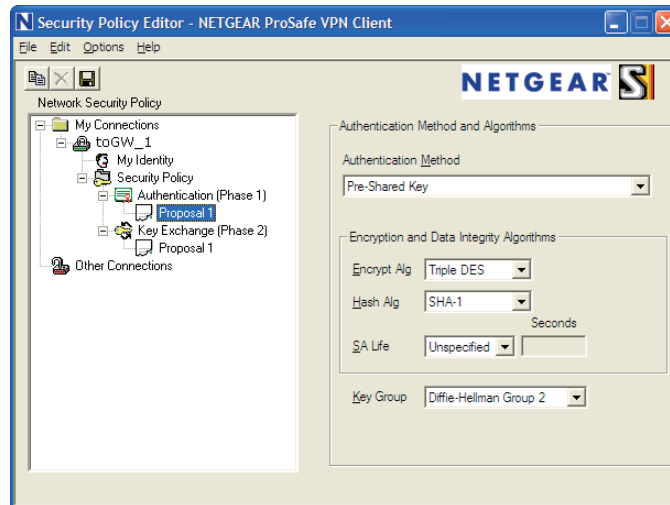 Security Policy Editor - NETGEAR ProSafe VPN Client
File Edit Options Help
NETGEAR
Network Security Policy
My Connections
toGW_1
My Identity
Security Policy
Authentication (Phase 1)
Proposal 1
Key Exchange (Phase 2)
Proposal 1
Other Connections
Authentication Method and Algorithms
Authentication Method
Pre-Shared Key
Encryption and Data Integrity Algorithms
Encrypt Alg Triple DES
Hash Alg SHA-1
Seconds
SA Life Unspecified
Key Group Diffie-Hellman Group 2